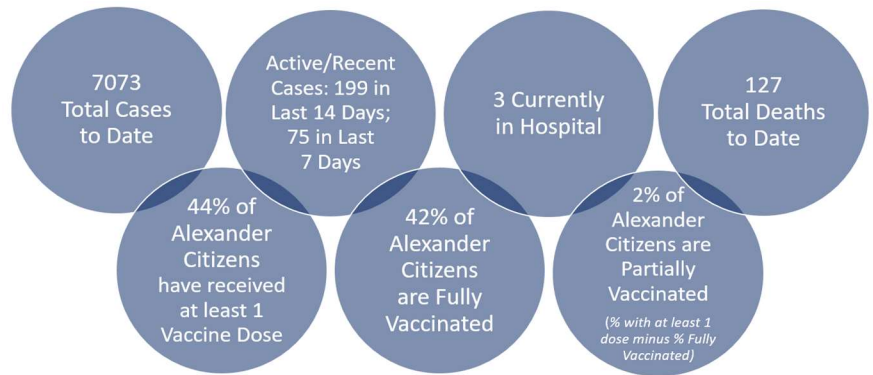 7073
Total Cases
to Date
Active/Recent
Cases: 199 in
Last 14 Days;
75 in Last
7 Days
3 Currently
in Hospital
127
Total Deaths
to Date
44% of
Alexander
Citizens
have received
at least 1
Vaccine Dose
42% of
Alexander
Citizens
are Fully
Vaccinated
2% of
Alexander
Citizens are
Partially
Vaccinated
(% with at least 1
dose minus % Fully
Vaccinated)